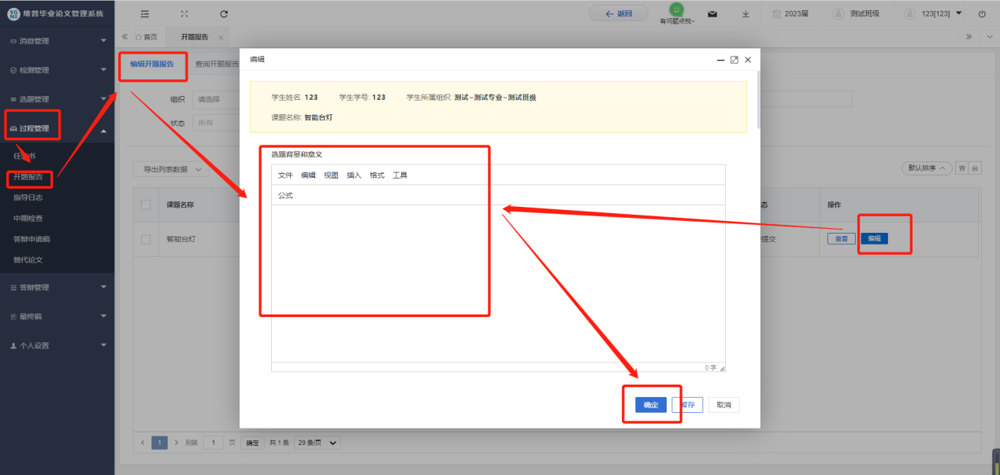 维普毕业论文管理系统
返回
有问题点我~
2023届
测试班级
123[123]
消息管理
检测管理
选题管理
过程管理
开题报告
指导日志
中期检查
答辩申请稿
替代论文
答辩管理
最终稿
个人设置
首页
开题报告
编辑开题报告
查询开题报告
组织
请选择
状态
所有
导出列表数据
默认排序
课题名称
操作
智能台灯
提交
查看
编辑
编辑
学生姓名: 123
学生学号: 123
学生所属组织: 测试~测试专业~测试班级
课题名称: 智能台灯
选题背景和意义
文件 编辑 视图 插入 格式 工具
公式
0 字
确定
暂存
取消
1
到第
1
页
确定
共 1 条
20 条/页